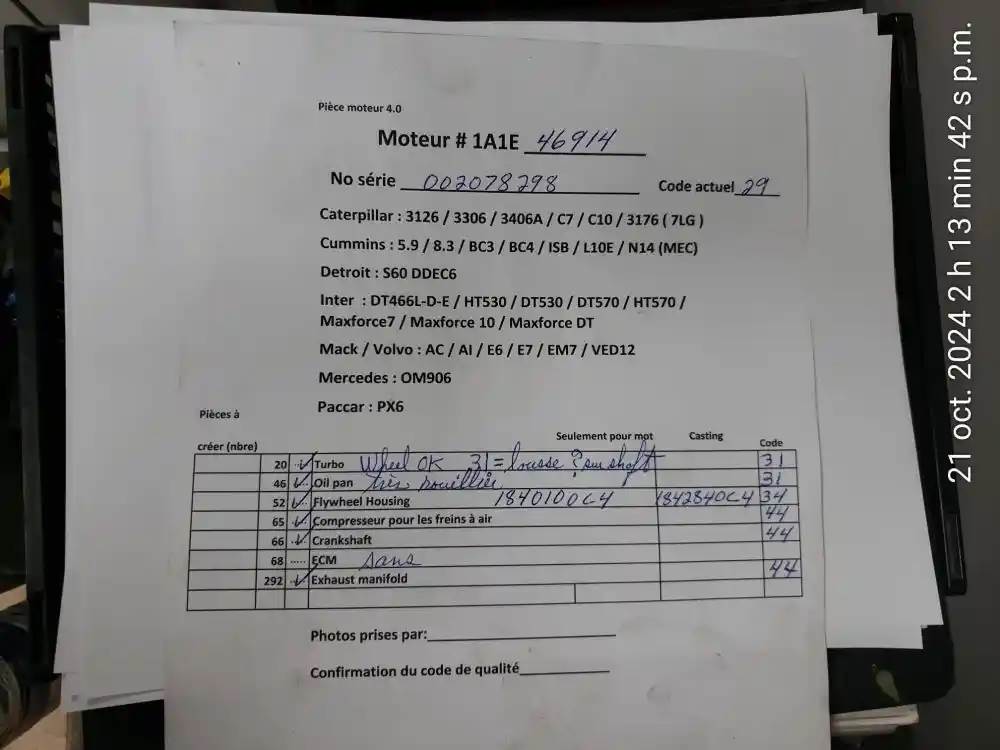 Pièce moteur 4.0
Moteur # 1A1E 46914
No série 002078298 Code actuel 29
Caterpillar : 3126 / 3306 / 3406A / C7 / C10 / 3176 ( 7LG )
Cummins : 5.9 / 8.3 / BC3 / BC4 / ISB / L10E / N14 (MEC)
Detroit : S60 DDEC6
Inter : DT466L-D-E / HT530 / DT530 / DT570 / HT570 /
Maxforce7 / Maxforce 10 / Maxforce DT
Mack / Volvo : AC / AI / E6 / E7 / EM7 / VED12
Mercedes : OM906
Paccar : PX6
Pièces à
créer (nbre) Seulement pour mot Casting Code
20 ✓ Turbo Wheel OK 31 = lousse ? sur shaft 31
46 ✓ Oil pan très 31
52 ✓ Flywheel Housing 1840100C4 1842840C4 34
65 ✓ Compresseur pour les freins à air 44
66 ✓ Crankshaft 44
68 ..... ECM Sans
292 ✓ Exhaust manifold 44
Photos prises par:
Confirmation du code de qualité
21 oct. 2024 2 h 13 min 42 s p.m.